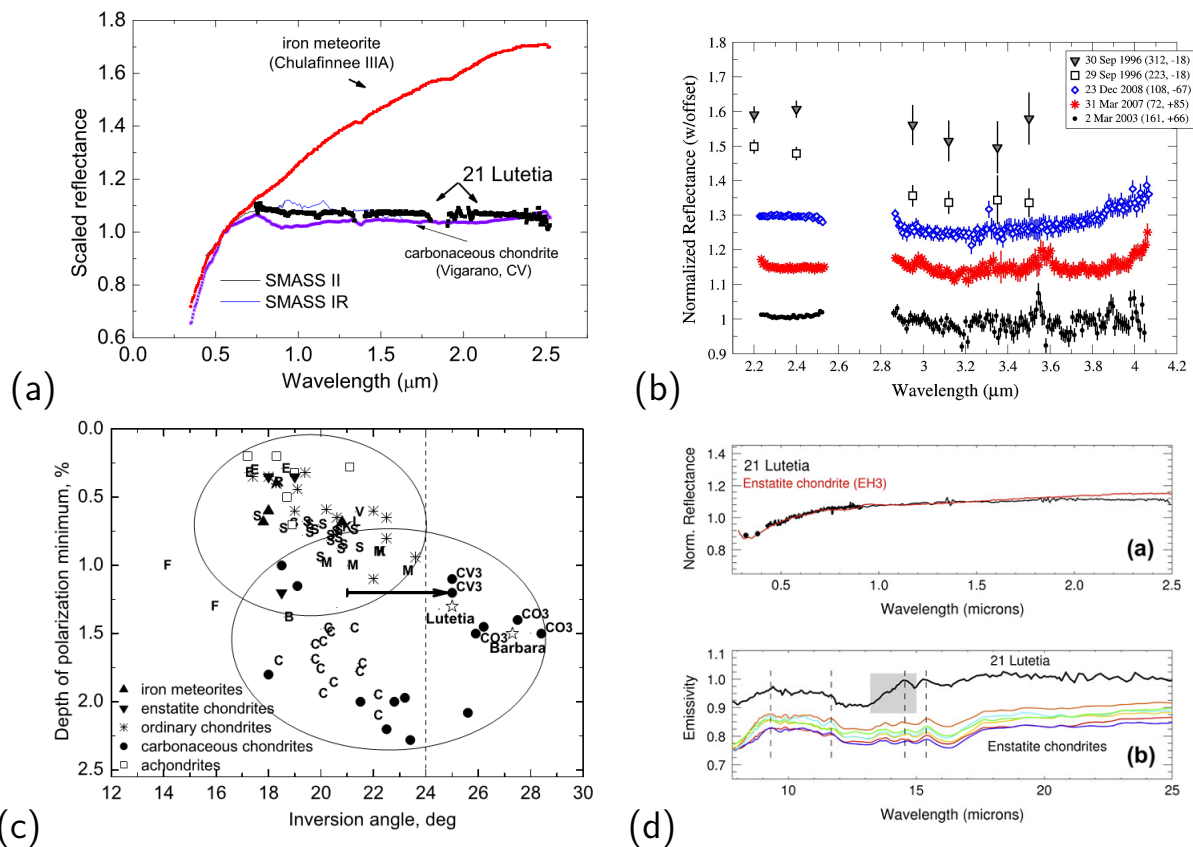 1.8
1.6
1.4
1.2
1.0
0.8
0.6
0.0
0.5
1.0
1.5
2.0
2.5
Scaled reflectance
Wavelength (μm)
iron meteorite
(Chulafinnee IIIA)
21 Lutetia
carbonaceous chondrite
(Vigarano, CV)
SMASS II
SMASS IR
(a)
1.8
1.7
1.6
1.5
1.4
1.3
1.2
1.1
1
0.9
2.2
2.4
2.6
2.8
3
3.2
3.4
3.6
3.8
4
4.2
Normalized Reflectance (w/offset)
Wavelength (μm)
30 Sep 1996 (312, -18)
29 Sep 1996 (223, -18)
23 Dec 2008 (108, -67)
31 Mar 2007 (72, +85)
2 Mar 2003 (161, +66)
(b)
0.0
0.5
1.0
1.5
2.0
2.5
12
14
16
18
20
22
24
26
28
30
Depth of polarization minimum, %
Inversion angle, deg
E
E
S
S
V
L
K
M
M
M
F
F
B
C
C
C
CV3
CV3
Lutetia
CO3
CO3
CO3
Barbara
iron meteorites
enstatite chondrites
ordinary chondrites
carbonaceous chondrites
achondrites
(c)
1.4
1.2
1.0
0.8
0.5
1.0
1.5
2.0
2.5
Norm. Reflectance
21 Lutetia
Enstatite chondrite (EH3)
(a)
Wavelength (microns)
1.1
1.0
0.9
0.8
0.7
10
15
20
25
Emissivity
21 Lutetia
Enstatite chondrites
(b)
Wavelength (microns)
(d)